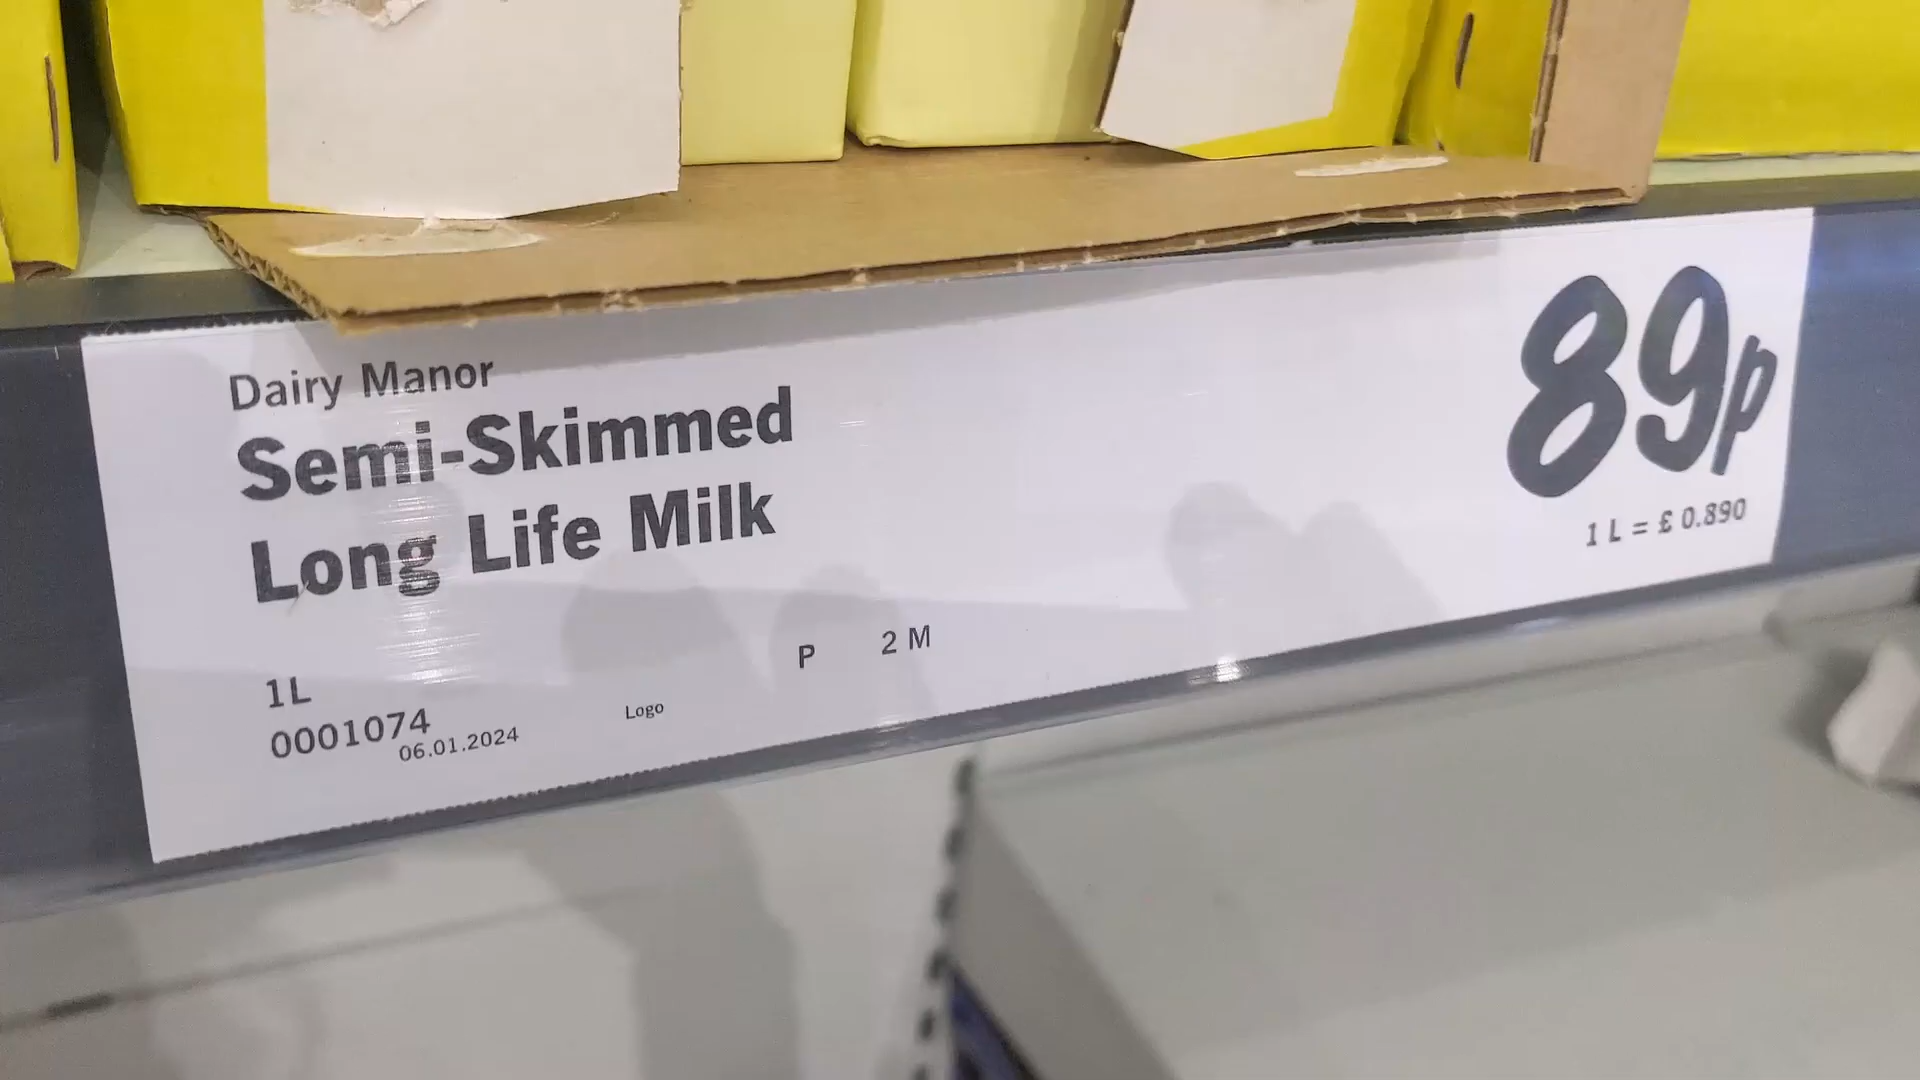 Dairy Manor
Semi-Skimmed
Long Life Milk
89p
1 L = £ 0.890
P 2 M
1L
0001074
06.01.2024
Logo